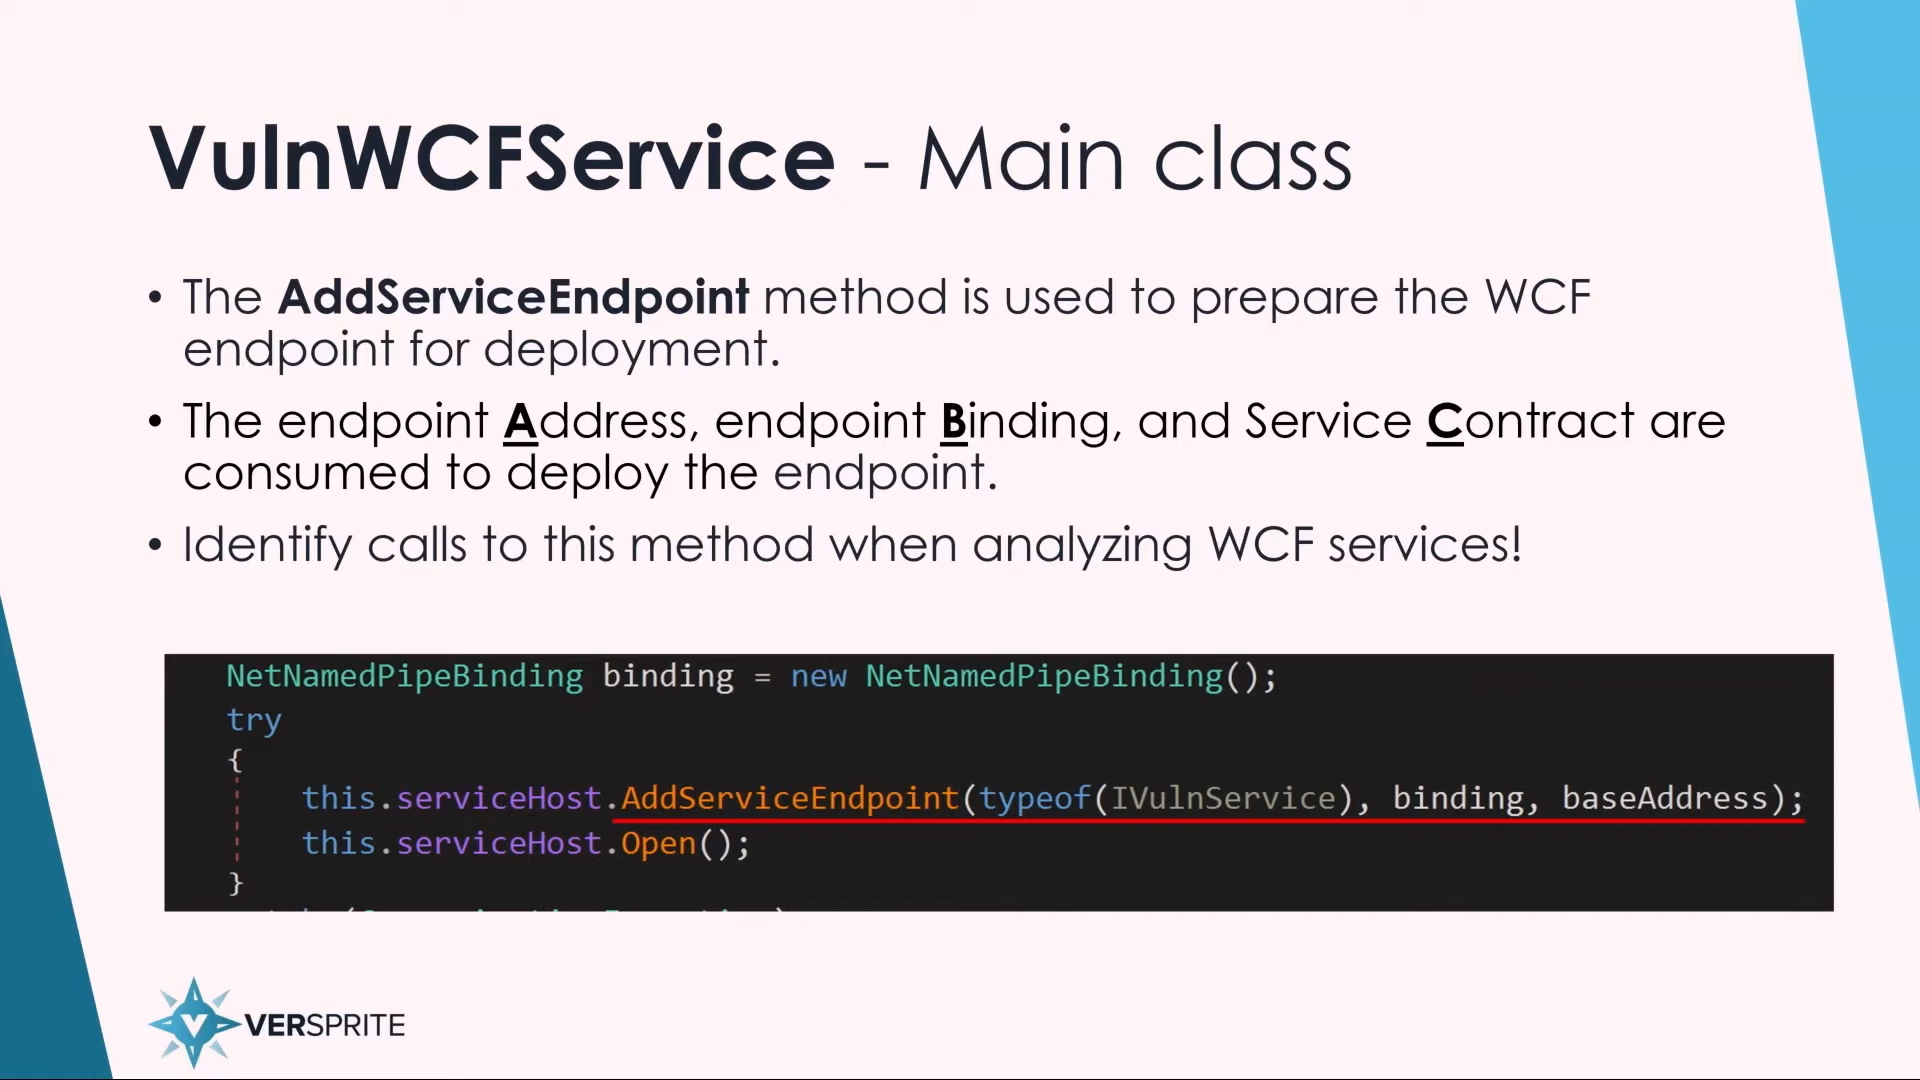 VulnWCFService - Main class
• The AddServiceEndpoint method is used to prepare the WCF
endpoint for deployment.
• The endpoint Address, endpoint Binding, and Service Contract are
consumed to deploy the endpoint.
• Identify calls to this method when analyzing WCF services!
NetNamedPipeBinding binding = new NetNamedPipeBinding();
try
{
this.serviceHost.AddServiceEndpoint(typeof(IVulnService), binding, baseAddress);
this.serviceHost.Open();
}
VERSPRITE